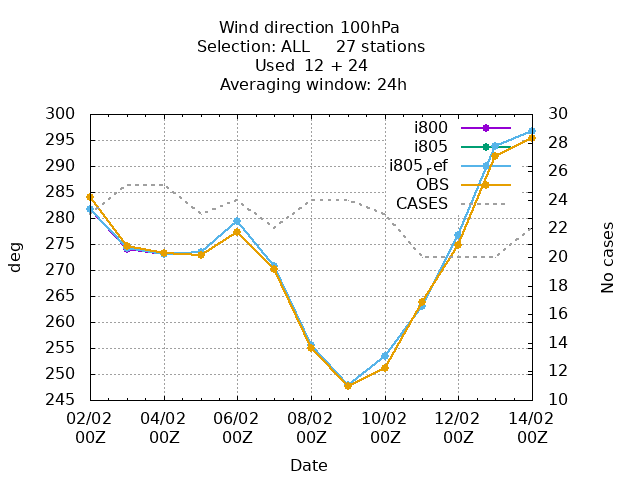 Wind direction 100hPa
Selection: ALL 27 stations
Used 12 + 24
Averaging window: 24h
300
295
290
285
280
275
270
265
260
255
250
245
deg
30
28
26
24
22
20
18
16
14
12
10
No cases
i800
i805
i805ref
OBS
CASES
02/02 04/02 06/02 08/02 10/02 12/02 14/02
00Z 00Z 00Z 00Z 00Z 00Z 00Z
Date